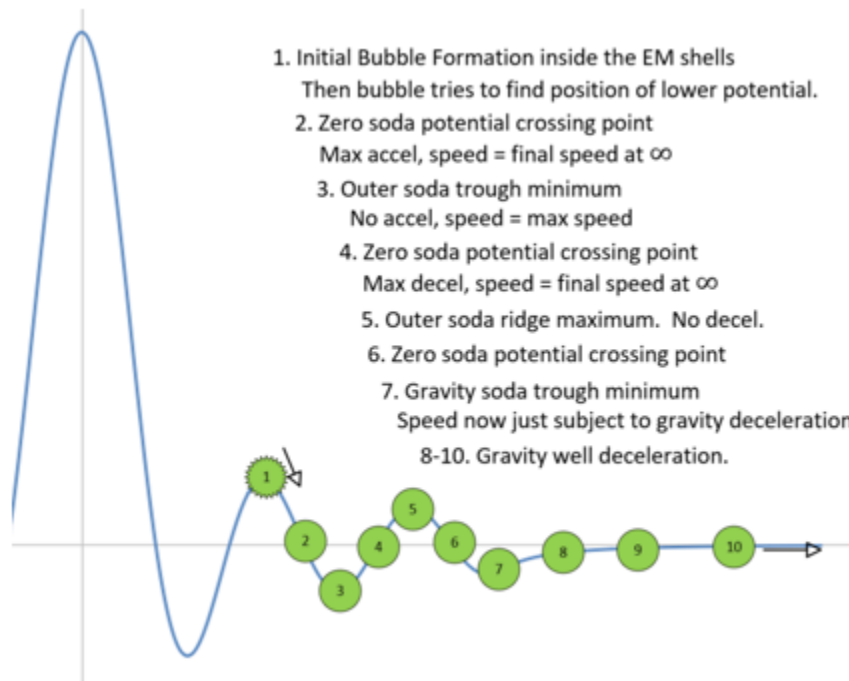 1. Initial Bubble Formation inside the EM shells
Then bubble tries to find position of lower potential.
2. Zero soda potential crossing point
Max accel, speed = final speed at ∞
3. Outer soda trough minimum
No accel, speed = max speed
4. Zero soda potential crossing point
Max decel, speed = final speed at ∞
5. Outer soda ridge maximum.  No decel.
6. Zero soda potential crossing point
7. Gravity soda trough minimum
Speed now just subject to gravity deceleration
8-10. Gravity well deceleration.
1
2
3
4
5
6
7
8
9
10